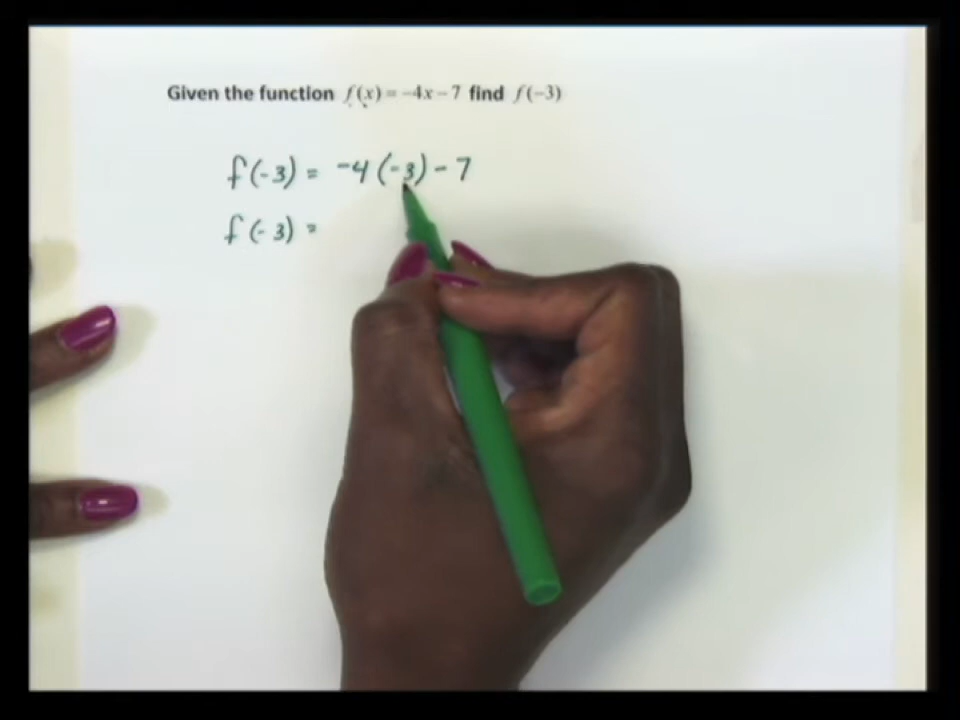 Given the function f(x) = −4x − 7 find f(−3)
f(-3) = -4(-3) - 7
f(-3) =